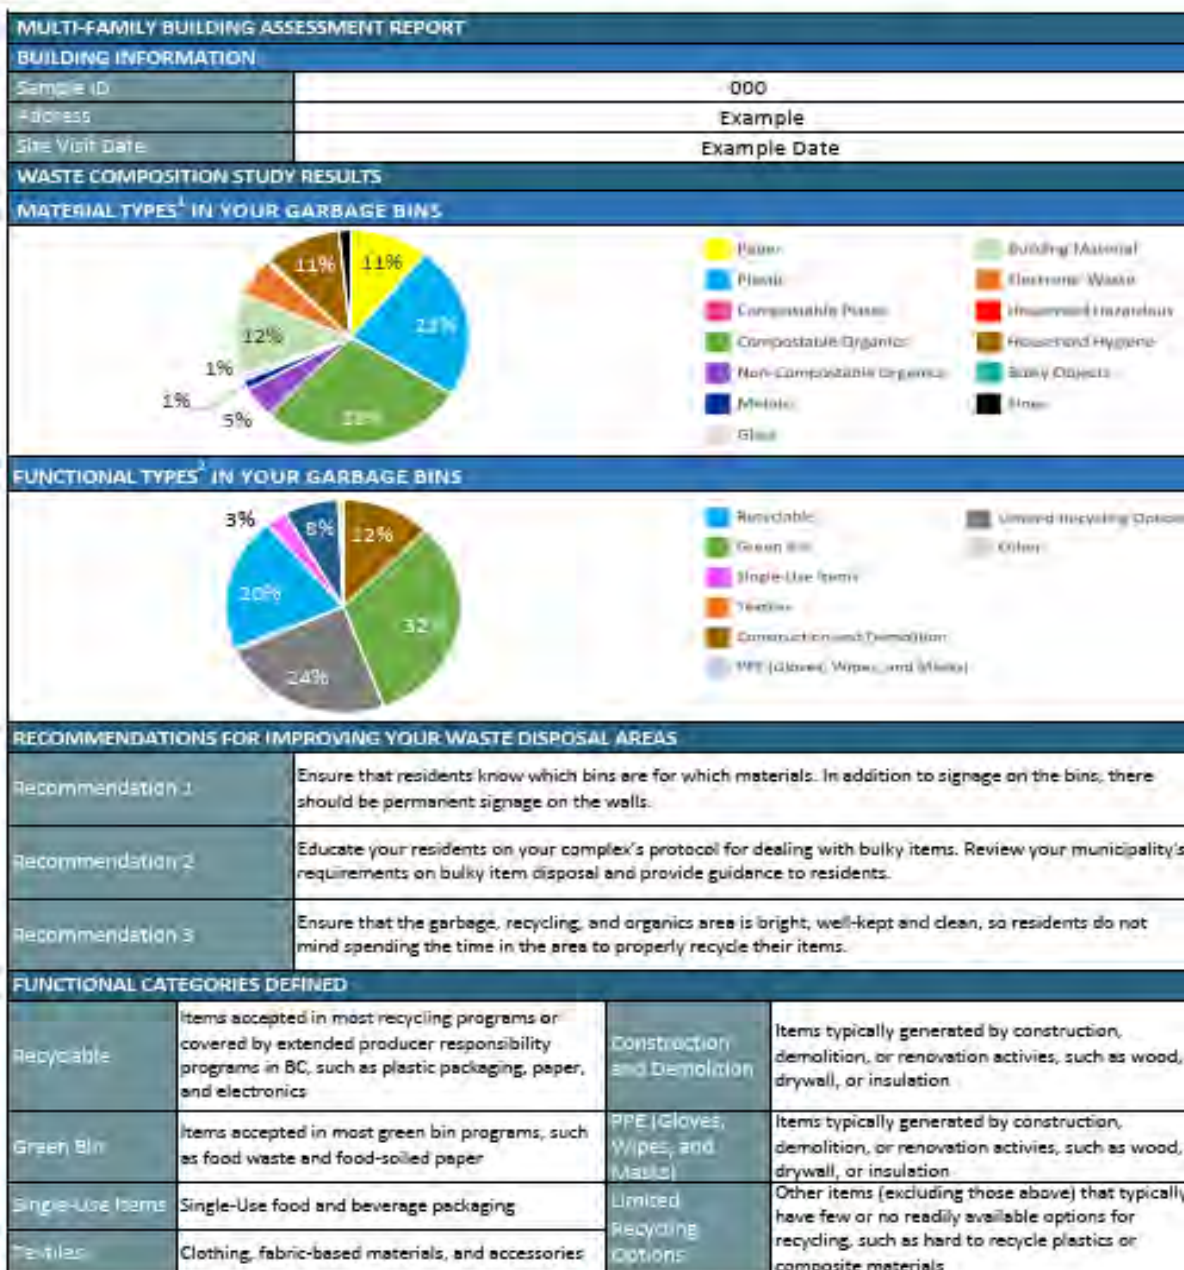 MULTI-FAMILY BUILDING ASSESSMENT REPORT
BUILDING INFORMATION
Sample ID
000
Address
Example
Site Visit Date
Example Date
WASTE COMPOSITION STUDY RESULTS
MATERIAL TYPES¹ IN YOUR GARBAGE BINS
11%
11%
12%
1%
1%
5%
Paper
Plastic
Compostable Plastic
Compostable Organics
Non-Compostable Organics
Metals
Glass
Building Material
Electronic Waste
Household Hazardous
Household Hygiene
Bulky Objects
Fines
FUNCTIONAL TYPES² IN YOUR GARBAGE BINS
3%
8%
12%
20%
32%
24%
Recyclable
Green Bin
Single-Use Items
Textiles
Construction and Demolition
PPE (Gloves, Wipes, and Masks)
Limited Recycling Option
Other
RECOMMENDATIONS FOR IMPROVING YOUR WASTE DISPOSAL AREAS
Recommendation 1
Ensure that residents know which bins are for which materials. In addition to signage on the bins, there
should be permanent signage on the walls.
Recommendation 2
Educate your residents on your complex's protocol for dealing with bulky items. Review your municipality's
requirements on bulky item disposal and provide guidance to residents.
Recommendation 3
Ensure that the garbage, recycling, and organics area is bright, well-kept and clean, so residents do not
mind spending the time in the area to properly recycle their items.
FUNCTIONAL CATEGORIES DEFINED
Recyclable
Items accepted in most recycling programs or
covered by extended producer responsibility
programs in BC, such as plastic packaging, paper,
and electronics
Construction
and Demolition
Items typically generated by construction,
demolition, or renovation activies, such as wood,
drywall, or insulation
Green Bin
Items accepted in most green bin programs, such
as food waste and food-soiled paper
PPE (Gloves,
Wipes, and
Masks)
Items typically generated by construction,
demolition, or renovation activies, such as wood,
drywall, or insulation
Single-Use Items
Single-Use food and beverage packaging
Limited
Recycling
Options
Other items (excluding those above) that typically
have few or no readily available options for
recycling, such as hard to recycle plastics or
composite materials
Textiles
Clothing, fabric-based materials, and accessories